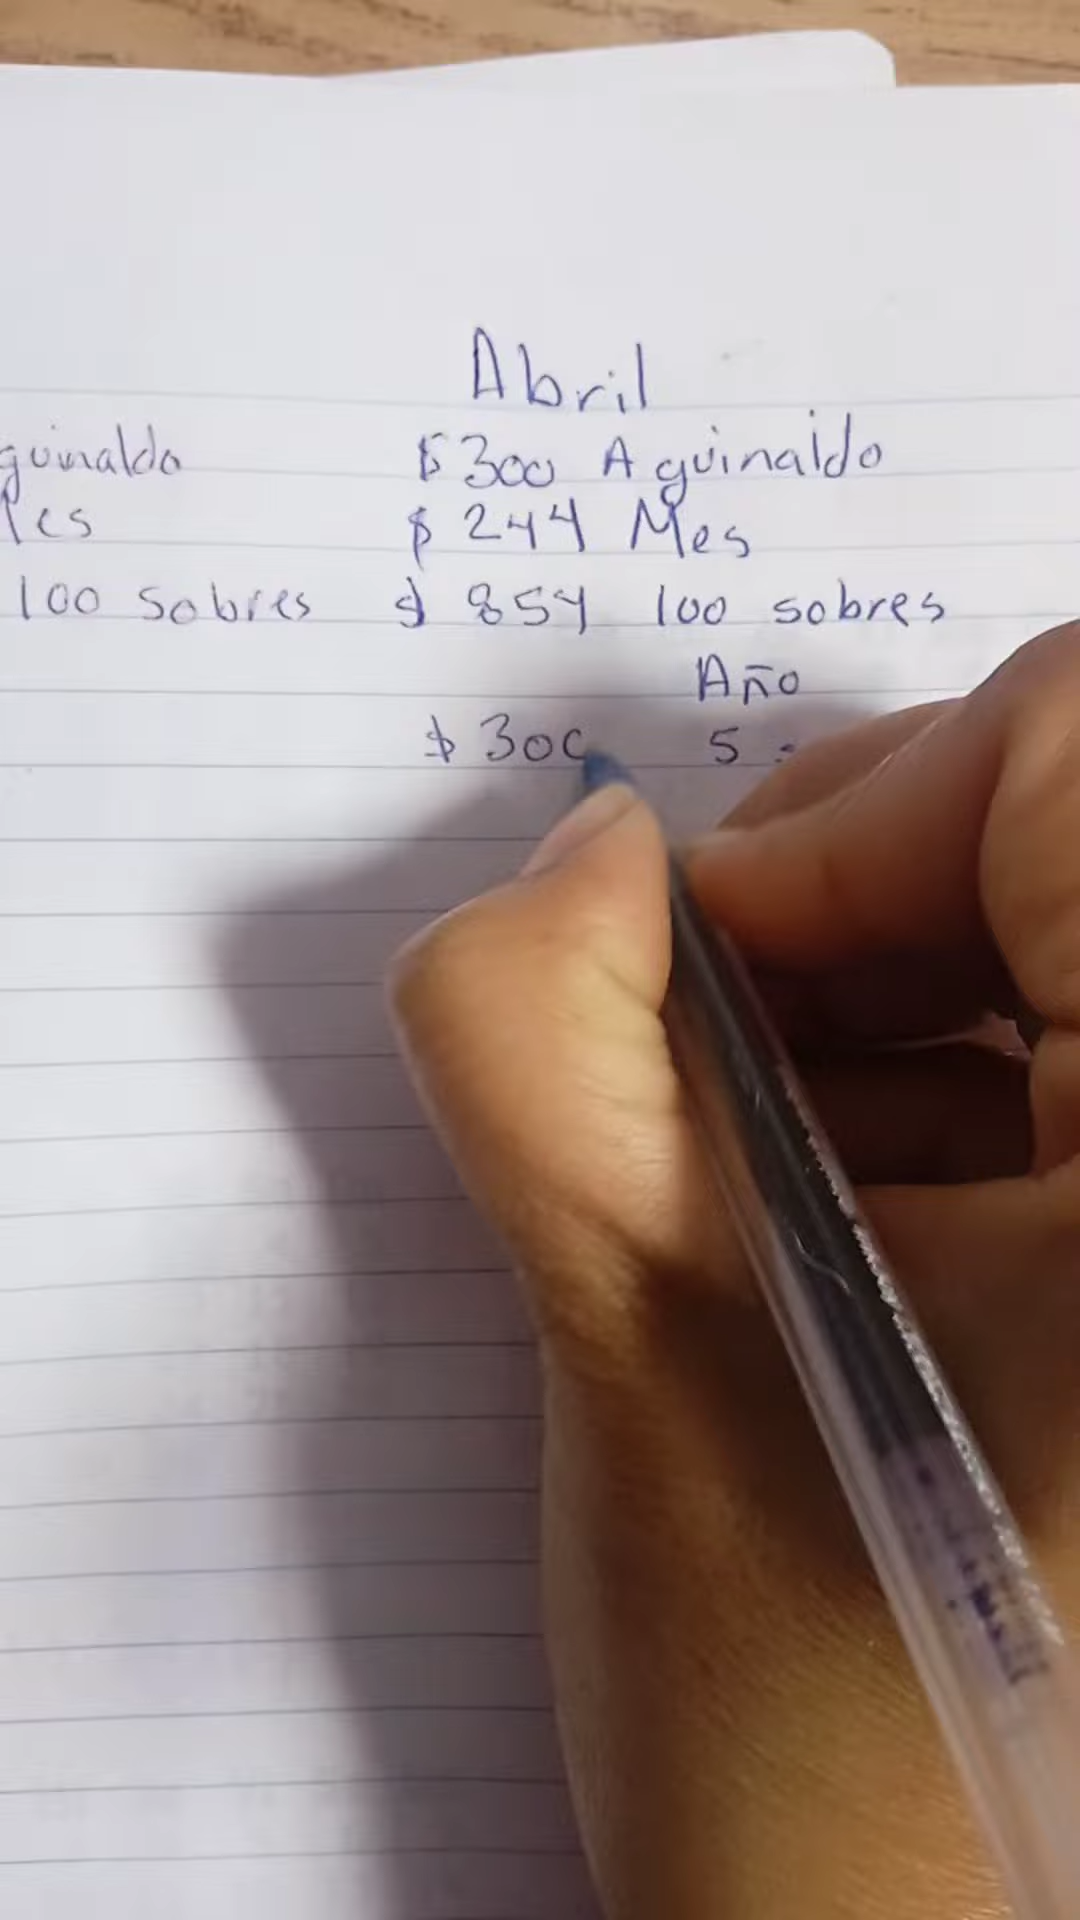 Abril
guinaldo $300 Aguinaldo
es $ 244 Mes
100 sobres $ 854 100 sobres
Año
$ 300 5